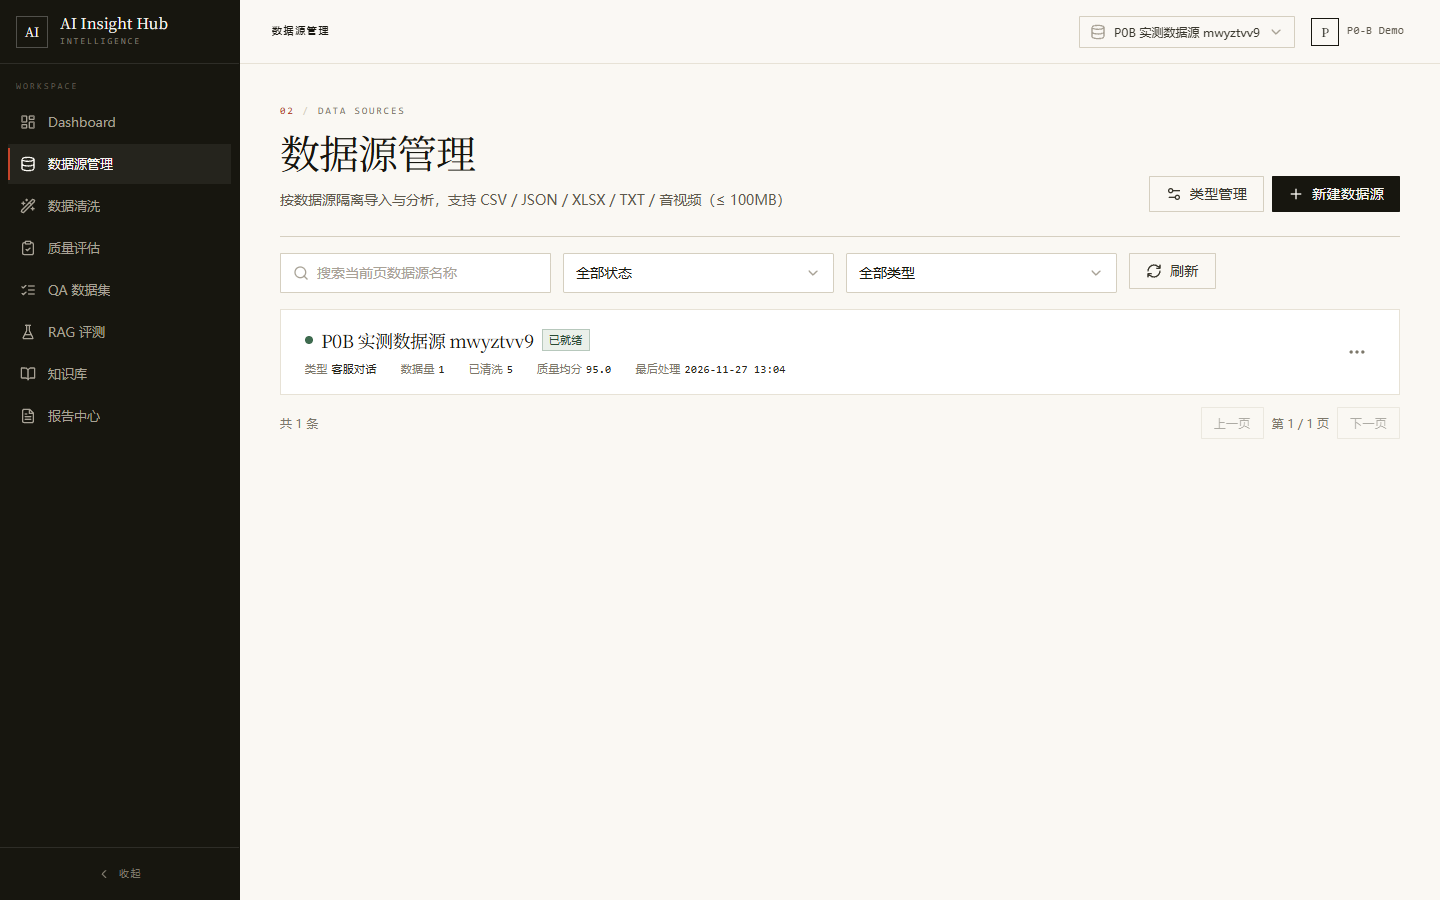 AI
AI Insight Hub
INTELLIGENCE
WORKSPACE
Dashboard
数据源管理
数据清洗
质量评估
QA 数据集
RAG 评测
知识库
报告中心
收起
数据源管理
P0B 实测数据源 mwyztvv9
P
P0-B Demo
02 / DATA SOURCES
数据源管理
按数据源隔离导入与分析，支持 CSV / JSON / XLSX / TXT / 音视频（≤ 100MB）
类型管理
新建数据源
搜索当前页数据源名称
全部状态
全部类型
刷新
P0B 实测数据源 mwyztvv9 已就绪
类型 客服对话 数据量 1 已清洗 5 质量均分 95.0 最后处理 2026-11-27 13:04
共 1 条
上一页 第 1 / 1 页 下一页